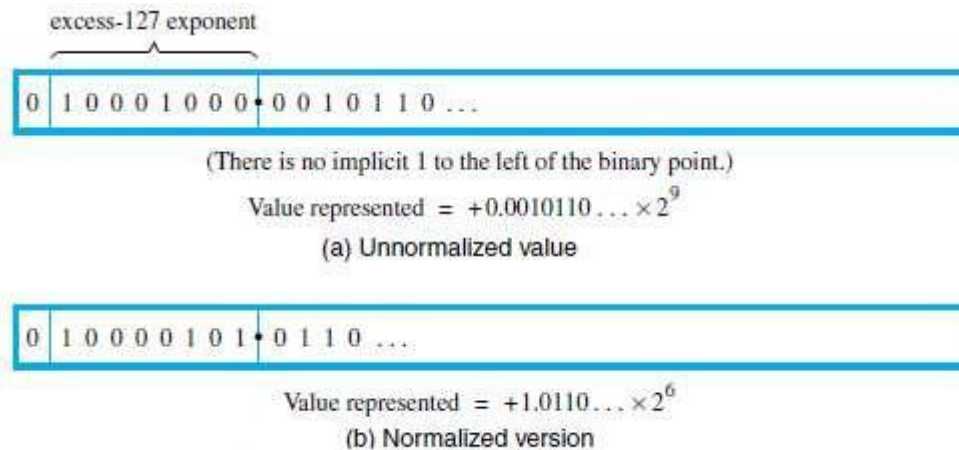 excess-127 exponent
0 1 0 0 0 1 0 0 0 • 0 0 1 0 1 1 0 ...
(There is no implicit 1 to the left of the binary point.)
Value represented = +0.0010110 ... × 2^9
(a) Unnormalized value
0 1 0 0 0 0 1 0 1 • 0 1 1 0 ...
Value represented = +1.0110 ... × 2^6
(b) Normalized version